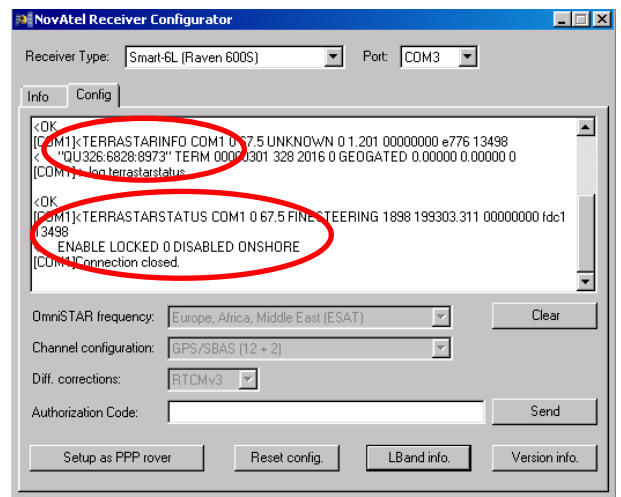 NovAtel Receiver Configurator
Receiver Type: Smart-6L (Raven 600S) Port: COM3
Info Config
<OK
[COM1]<TERRASTARINFO COM1 0 67.5 UNKNOWN 0 1.201 00000000 e776 13498
< "QU326:6828:8973" TERM 00000301 328 2016 0 GEOGATED 0.00000 0.00000 0
[COM1]> log terrastarstatus
<OK
[COM1]<TERRASTARSTATUS COM1 0 67.5 FINESTEERING 1898 199303.311 00000000 fdc1
13498
ENABLE LOCKED 0 DISABLED ONSHORE
[COM1]Connection closed.
OmniSTAR frequency: Europe, Africa, Middle East (ESAT) Clear
Channel configuration: GPS/SBAS (12 + 2)
Diff. corrections: RTCMv3
Authorization Code: Send
Setup as PPP rover Reset config. LBand info. Version info.